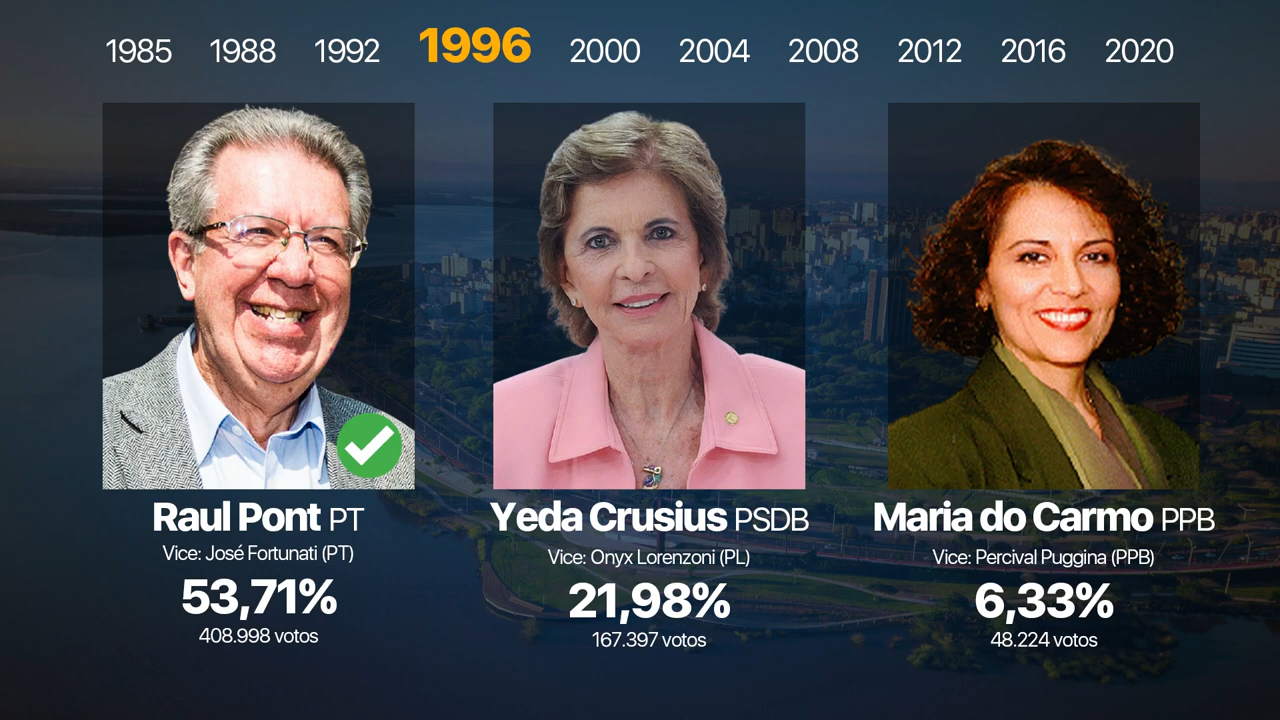 1985 1988 1992 1996 2000 2004 2008 2012 2016 2020
Raul Pont PT
Vice: José Fortunati (PT)
53,71%
408.998 votos
Yeda Crusius PSDB
Vice: Onyx Lorenzoni (PL)
21,98%
167.397 votos
Maria do Carmo PPB
Vice: Percival Puggina (PPB)
6,33%
48.224 votos